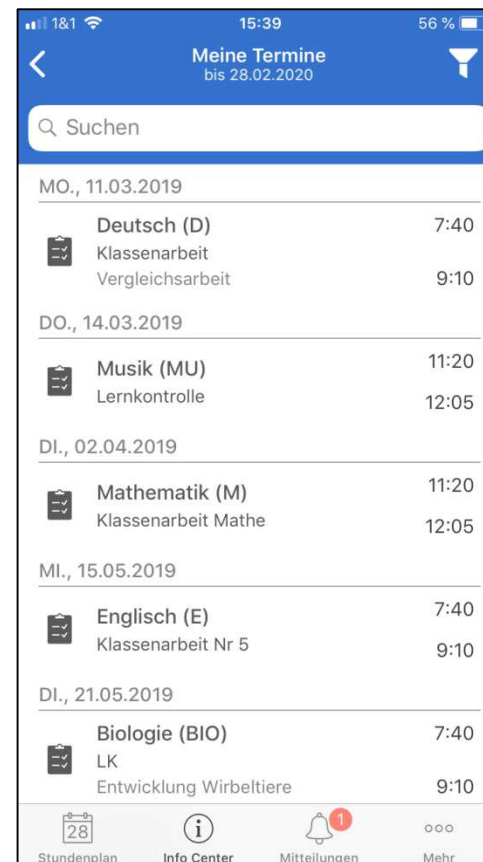 1&1 15:39 56 %
Meine Termine
bis 28.02.2020
Suchen
MO., 11.03.2019
Deutsch (D) 7:40
Klassenarbeit
Vergleichsarbeit 9:10
DO., 14.03.2019
Musik (MU) 11:20
Lernkontrolle 12:05
DI., 02.04.2019
Mathematik (M) 11:20
Klassenarbeit Mathe 12:05
MI., 15.05.2019
Englisch (E) 7:40
Klassenarbeit Nr 5 9:10
DI., 21.05.2019
Biologie (BIO) 7:40
LK
Entwicklung Wirbeltiere 9:10
28 i 1
Stundenplan Info Center Mitteilungen Mehr